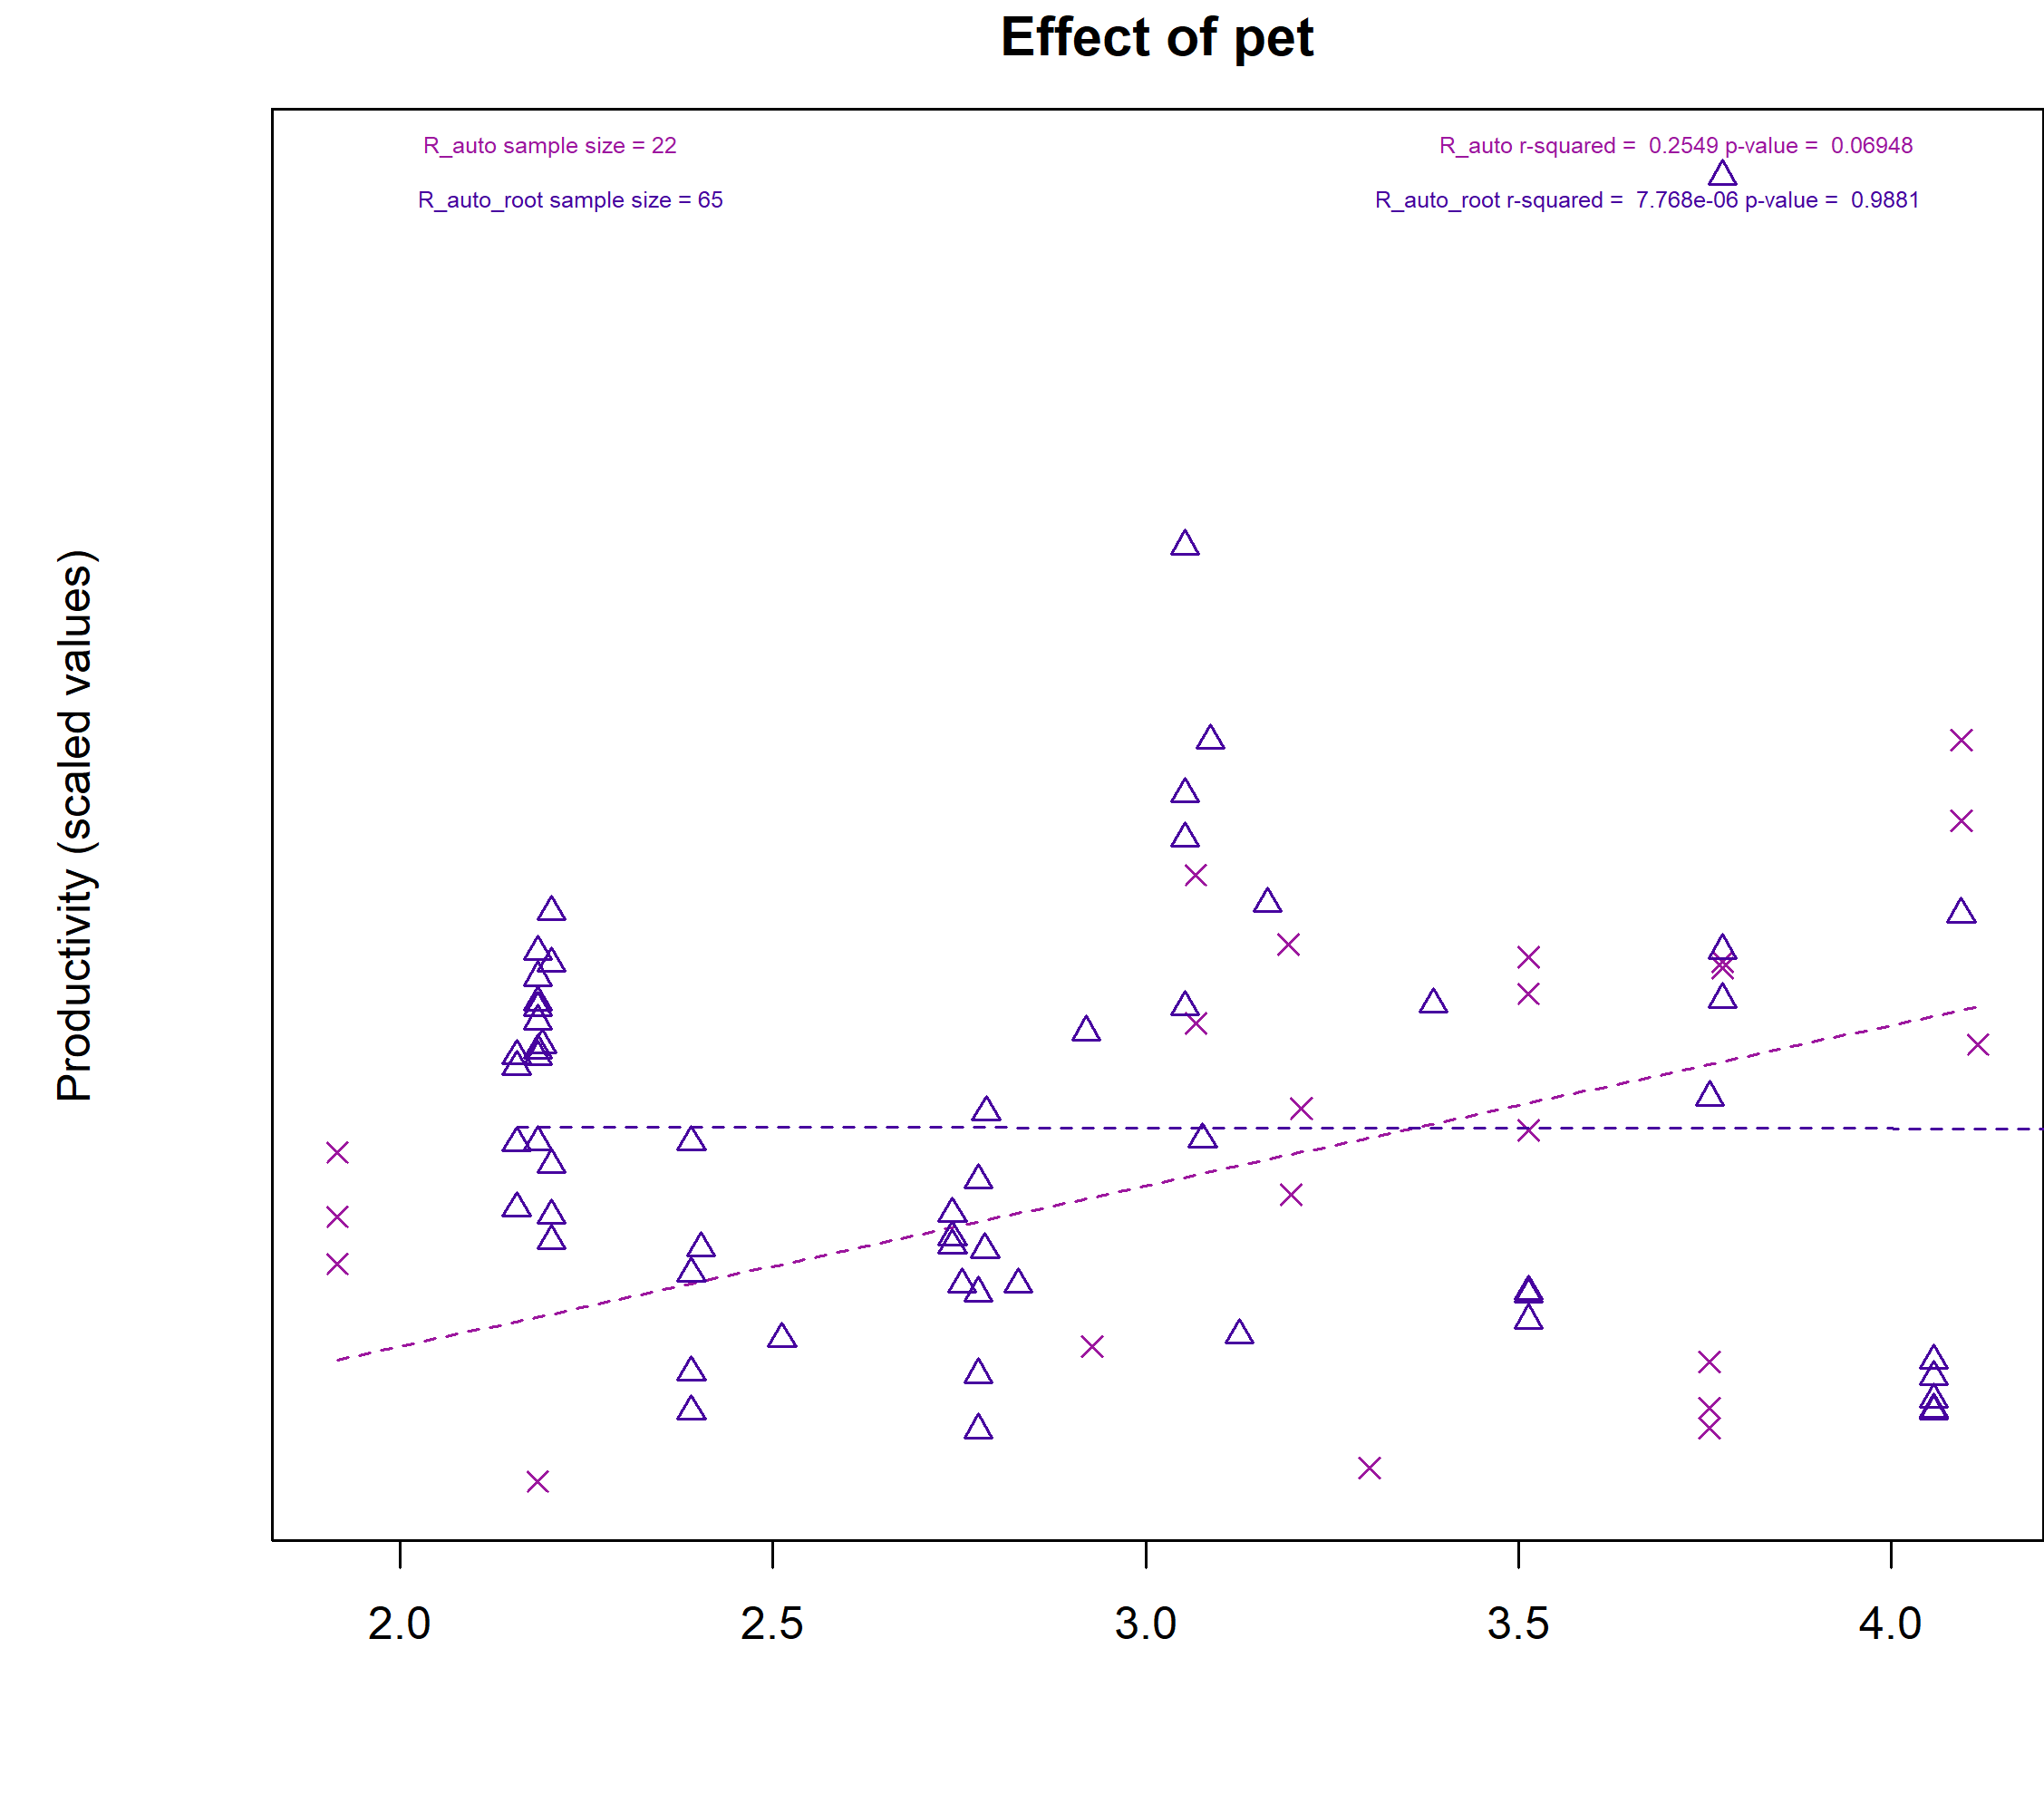 Effect of pet
R_auto sample size = 22
R_auto r-squared = 0.2549 p-value = 0.06948
R_auto_root sample size = 65
R_auto_root r-squared = 7.768e-06 p-value = 0.9881
Productivity (scaled values)
2.0 2.5 3.0 3.5 4.0